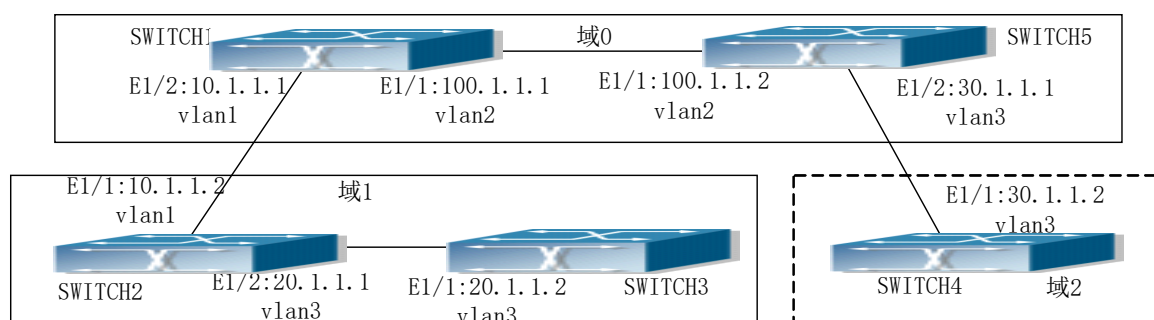 SWITCH1 域0 SWITCH5
E1/2:10.1.1.1 E1/1:100.1.1.1 E1/1:100.1.1.2 E1/2:30.1.1.1
vlan1 vlan2 vlan2 vlan3
E1/1:10.1.1.2 域1 E1/1:30.1.1.2
vlan1 vlan3
SWITCH2 E1/2:20.1.1.1 E1/1:20.1.1.2 SWITCH3 SWITCH4 域2
vlan3 vlan3